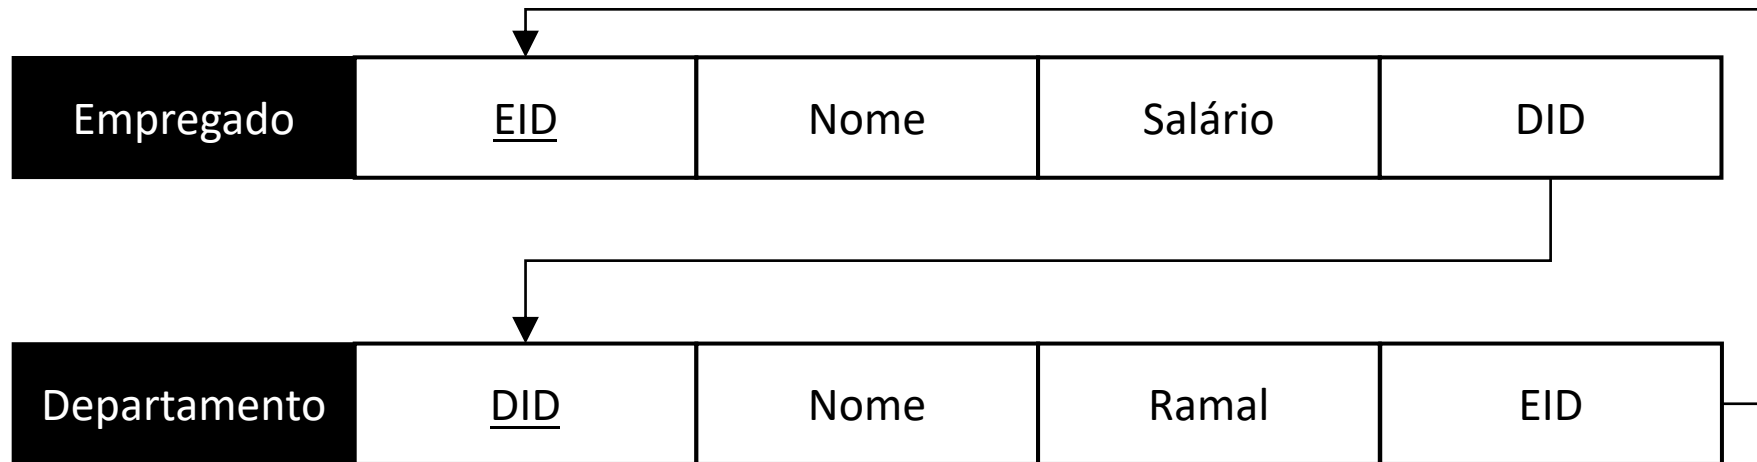 Empregado EID Nome Salário DID
Departamento DID Nome Ramal EID